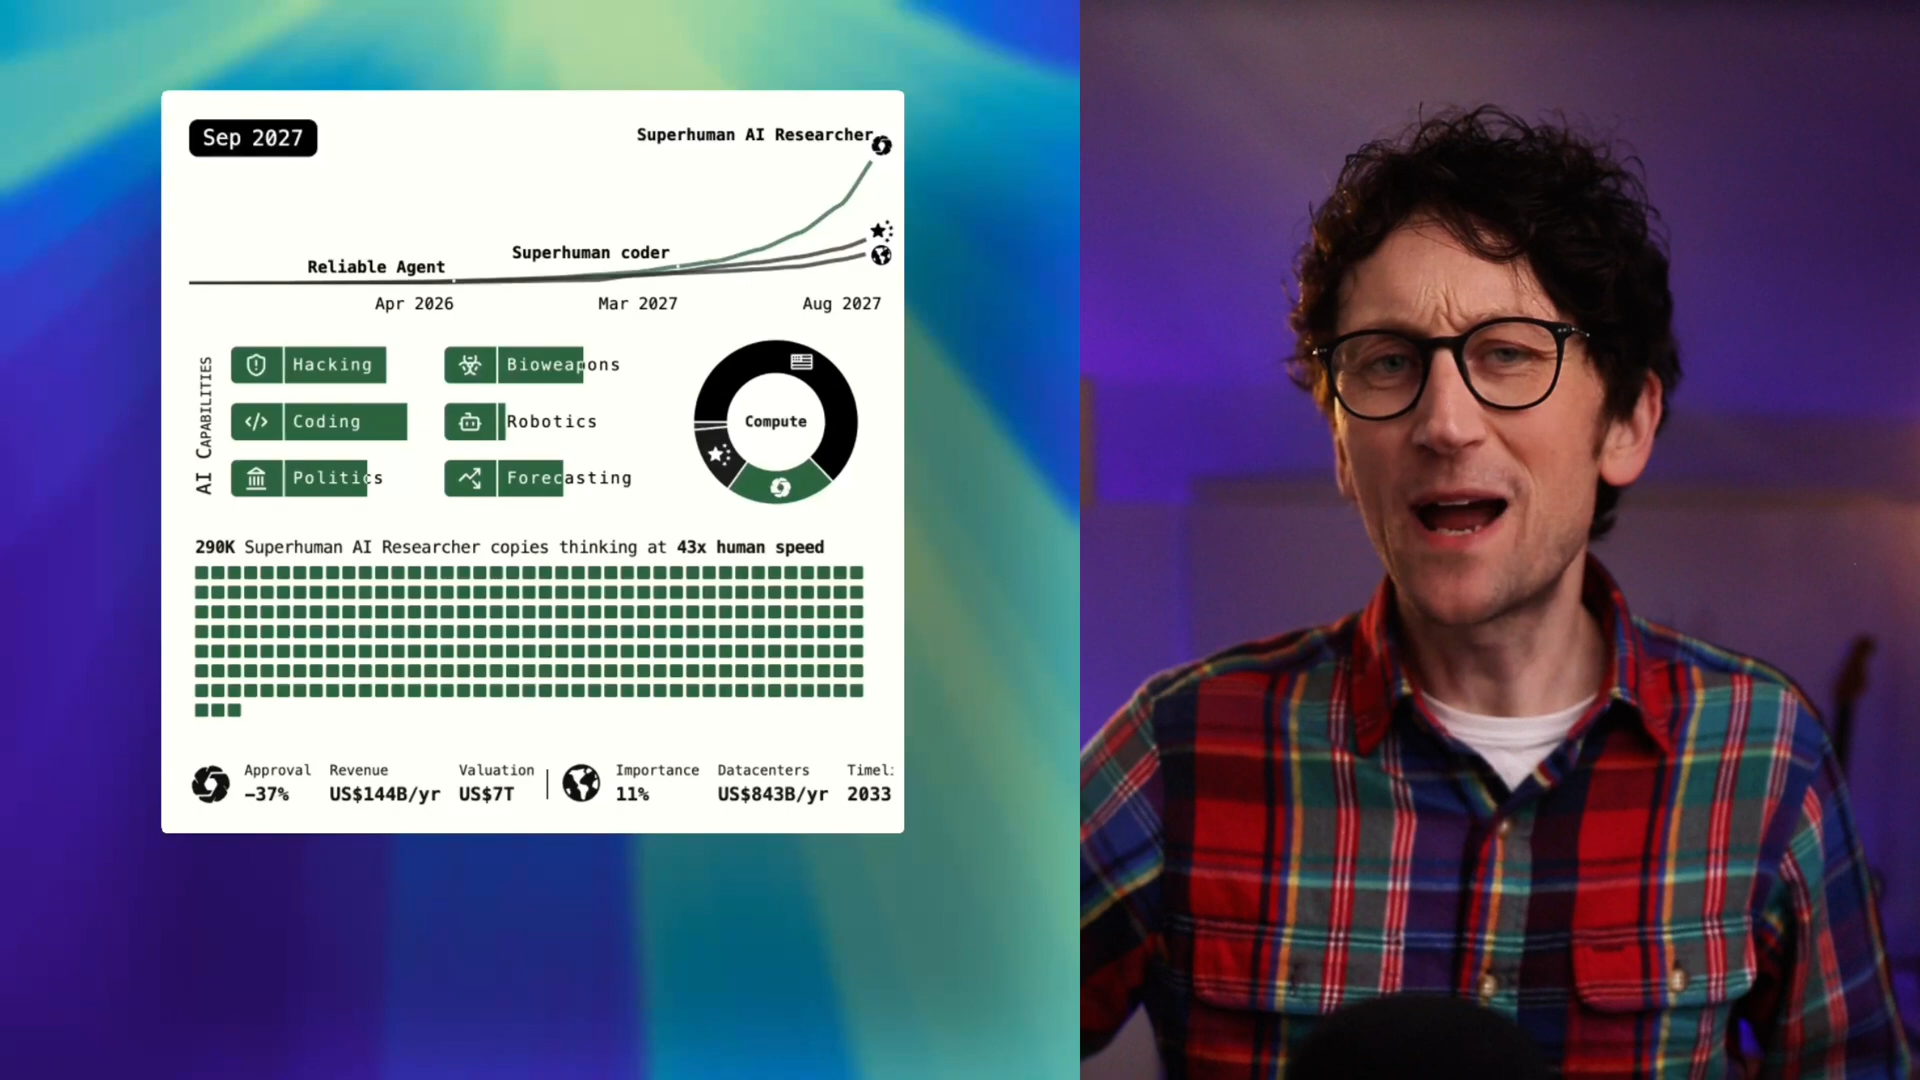 Sep 2027
Superhuman AI Researcher
Superhuman coder
Reliable Agent
Apr 2026
Mar 2027
Aug 2027
AI CAPABILITIES
Hacking
Bioweapons
Coding
Robotics
Politics
Forecasting
Compute
290K Superhuman AI Researcher copies thinking at 43x human speed
Approval
Revenue
Valuation
Importance
Datacenters
Timel:
−37%
US$144B/yr
US$7T
11%
US$843B/yr
2033